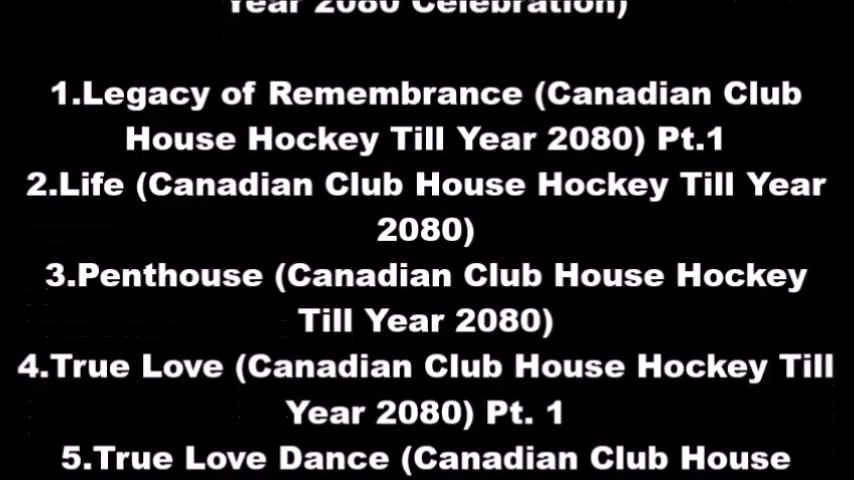 Year 2080 Celebration)
1.Legacy of Remembrance (Canadian Club
House Hockey Till Year 2080) Pt.1
2.Life (Canadian Club House Hockey Till Year
2080)
3.Penthouse (Canadian Club House Hockey
Till Year 2080)
4.True Love (Canadian Club House Hockey Till
Year 2080) Pt. 1
5.True Love Dance (Canadian Club House